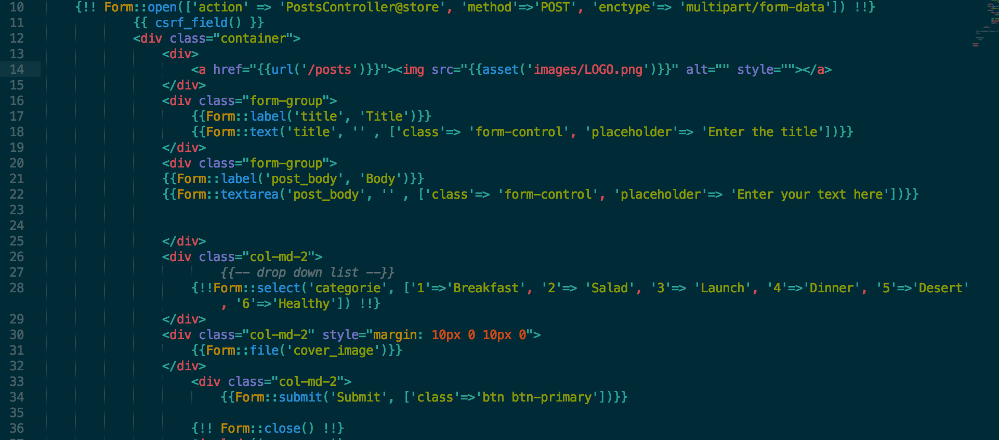 10 {!! Form::open(['action' => 'PostsController@store', 'method'=>'POST', 'enctype'=> 'multipart/form-data']) !!}
11 {{ csrf_field() }}
12 <div class="container">
13 <div>
14 <a href="{{url('/posts')}}"><img src="{{asset('images/LOGO.png')}}" alt="" style=""></a>
15 </div>
16 <div class="form-group">
17 {{Form::label('title', 'Title')}}
18 {{Form::text('title', '' , ['class'=> 'form-control', 'placeholder'=> 'Enter the title'])}}
19 </div>
20 <div class="form-group">
21 {{Form::label('post_body', 'Body')}}
22 {{Form::textarea('post_body', '' , ['class'=> 'form-control', 'placeholder'=> 'Enter your text here'])}}
23
24
25 </div>
26 <div class="col-md-2">
27 {{-- drop down list --}}
28 {!!Form::select('categorie', ['1'=>'Breakfast', '2'=> 'Salad', '3'=> 'Launch', '4'=>'Dinner', '5'=>'Desert'
, '6'=>'Healthy']) !!}
29 </div>
30 <div class="col-md-2" style="margin: 10px 0 10px 0">
31 {{Form::file('cover_image')}}
32 </div>
33 <div class="col-md-2">
34 {{Form::submit('Submit', ['class'=>'btn btn-primary'])}}
35
36 {!! Form::close() !!}